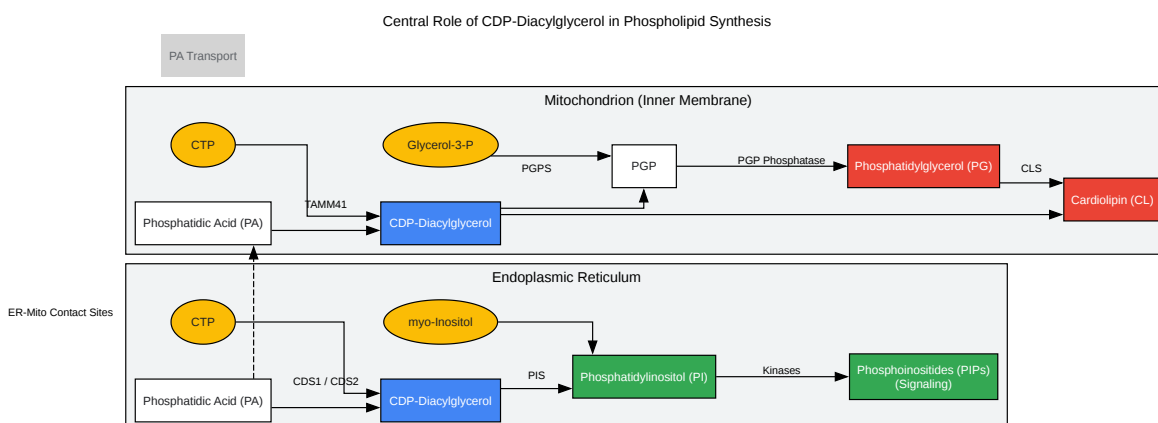 Central Role of CDP-Diacylglycerol in Phospholipid Synthesis
PA Transport
Mitochondrion (Inner Membrane)
CTP
Glycerol-3-P
PGPS
PGP
PGP Phosphatase
Phosphatidylglycerol (PG)
CLS
Cardiolipin (CL)
TAMM41
Phosphatidic Acid (PA)
CDP-Diacylglycerol
Endoplasmic Reticulum
ER-Mito Contact Sites
CTP
myo-Inositol
CDS1 / CDS2
PIS
Phosphatidylinositol (PI)
Kinases
Phosphoinositides (PIPs)
(Signaling)
Phosphatidic Acid (PA)
CDP-Diacylglycerol